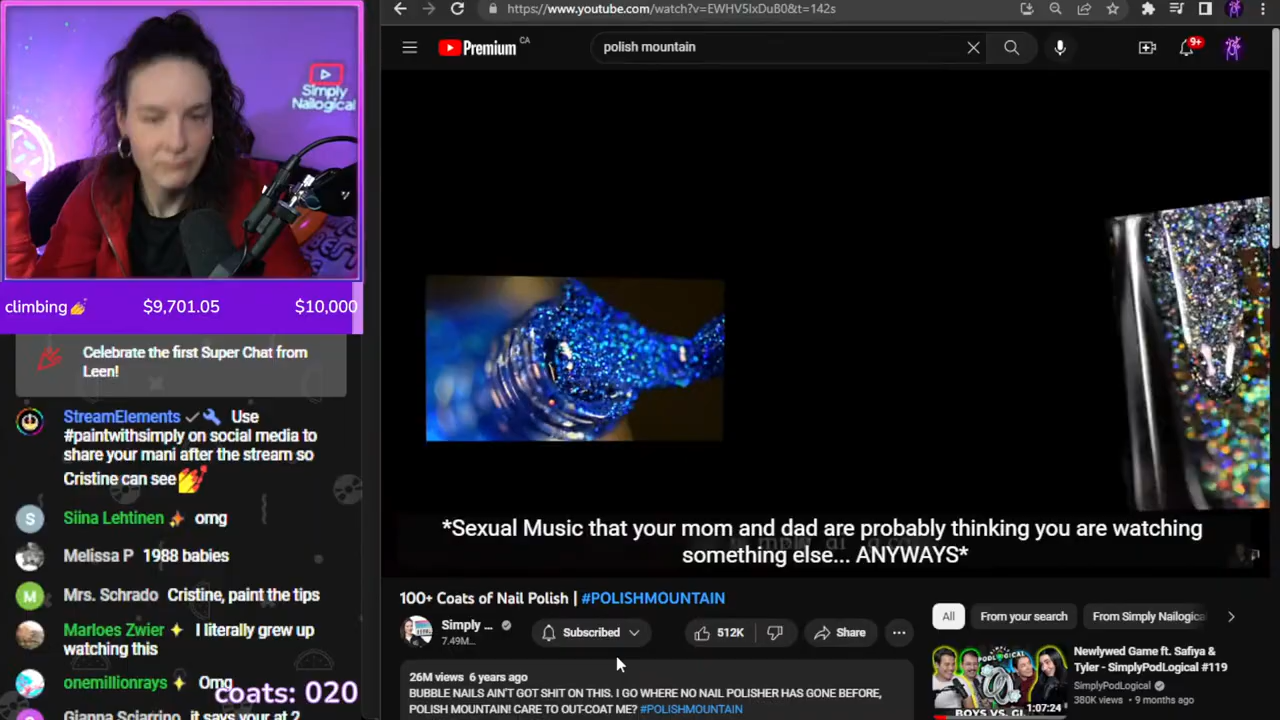 https://www.youtube.com/watch?v=EWHV5IxDuB0&t=142s
Premium CA
polish mountain
9+
Simply
Nailogical
climbing💅 $9,701.05 $10,000
Celebrate the first Super Chat from
Leen!
StreamElements Use
#paintwithsimply on social media to
share your mani after the stream so
Cristine can see💅
S Siina Lehtinen omg
Melissa P 1988 babies
M Mrs. Schrado Cristine, paint the tips
Marloes Zwier I literally grew up
watching this
onemillionrays Omg
coats: 020
Gianna Sciarrino it says your at 2
*Sexual Music that your mom and dad are probably thinking you are watching
something else... ANYWAYS*
100+ Coats of Nail Polish | #POLISHMOUNTAIN
Simply ...
7.49M...
Subscribed
512K
Share
26M views 6 years ago
BUBBLE NAILS AIN'T GOT SHIT ON THIS. I GO WHERE NO NAIL POLISHER HAS GONE BEFORE,
POLISH MOUNTAIN! CARE TO OUT-COAT ME? #POLISHMOUNTAIN
All From your search From Simply Nailogica
Newlywed Game ft. Safiya &
Tyler - SimplyPodLogical #119
SimplyPodLogical
380K views • 9 months ago
BOYS VS. GI
1:07:24